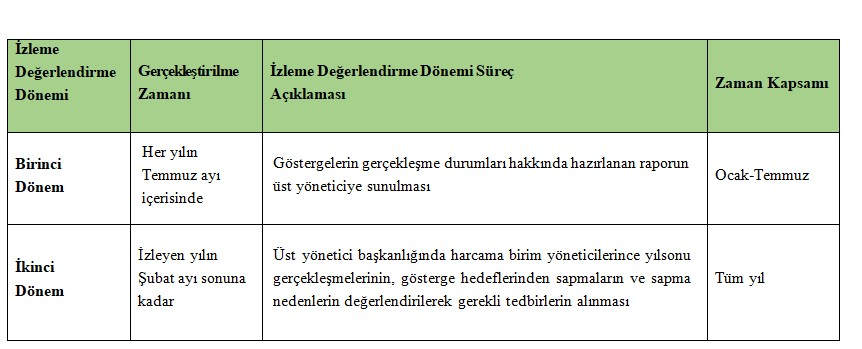 İzleme
Değerlendirme
Dönemi
Gerçekleştirilme
Zamanı
İzleme Değerlendirme Dönemi Süreç
Açıklaması
Zaman Kapsamı
Birinci
Dönem
Her yılın
Temmuz ayı
içerisinde
Göstergelerin gerçekleşme durumları hakkında hazırlanan raporun
üst yöneticiye sunulması
Ocak-Temmuz
İkinci
Dönem
İzleyen yılın
Şubat ayı sonuna
kadar
Üst yönetici başkanlığında harcama birim yöneticilerince yılsonu
gerçekleşmelerinin, gösterge hedeflerinden sapmaların ve sapma
nedenlerin değerlendirilerek gerekli tedbirlerin alınması
Tüm yıl